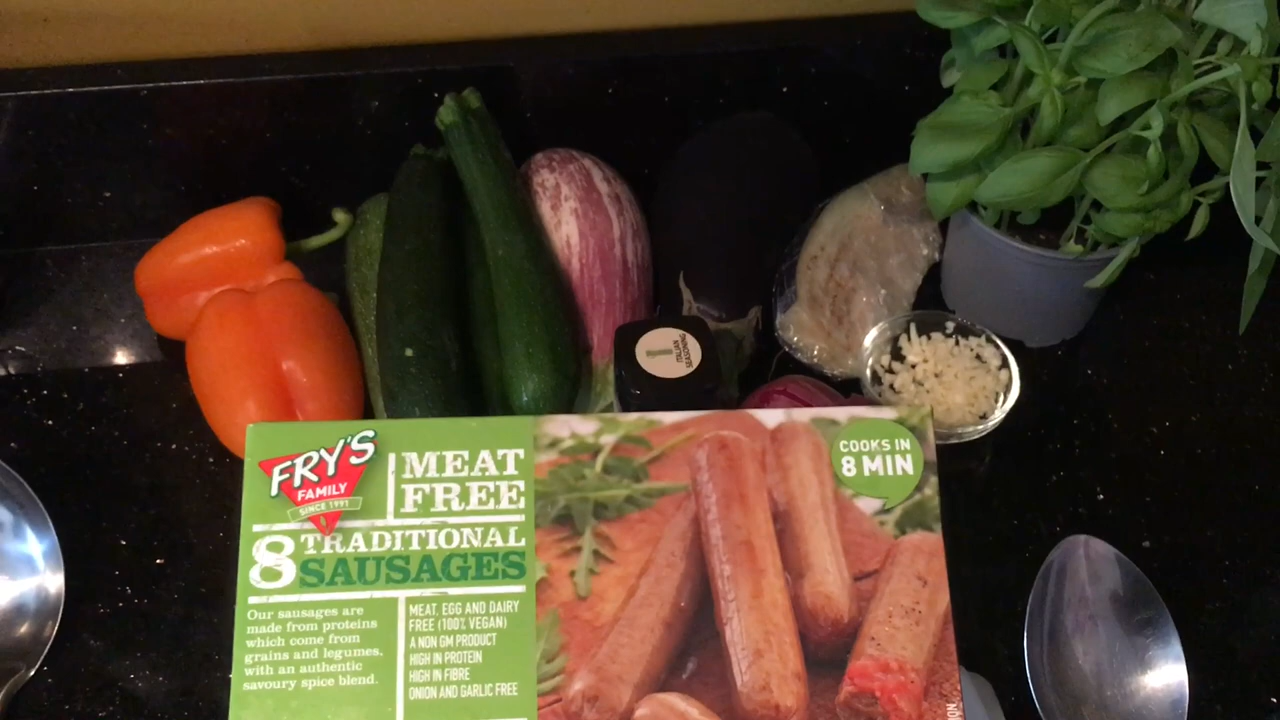 ITALIAN
SEASONING
FRY'S
FAMILY
SINCE 1991
MEAT
FREE
8 TRADITIONAL
SAUSAGES
Our sausages are
made from proteins
which come from
grains and legumes,
with an authentic
savoury spice blend.
MEAT, EGG AND DAIRY
FREE (100% VEGAN)
A NON GM PRODUCT
HIGH IN PROTEIN
HIGH IN FIBRE
ONION AND GARLIC FREE
COOKS IN
8 MIN